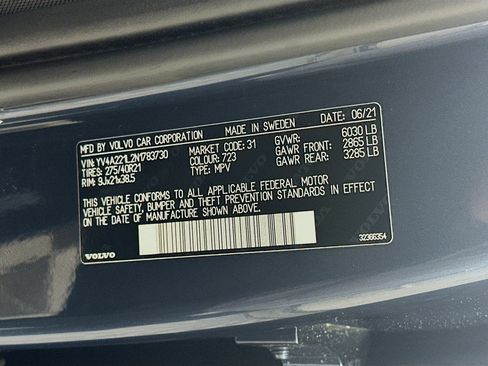 MFD BY VOLVO CAR CORPORATION MADE IN SWEDEN DATE: 06/21
VIN: YV4A221L2N1783730 MARKET CODE: 31 GVWR: 6030 LB
TIRES: 275/40R21 COLOUR: 723 GAWR FRONT: 2865 LB
RIM: 9Jx21x38.5 TYPE: MPV GAWR REAR: 3285 LB
THIS VEHICLE CONFORMS TO ALL APPLICABLE FEDERAL MOTOR
VEHICLE SAFETY, BUMPER AND THEFT PREVENTION STANDARDS IN EFFECT
ON THE DATE OF MANUFACTURE SHOWN ABOVE.
VOLVO 32366354